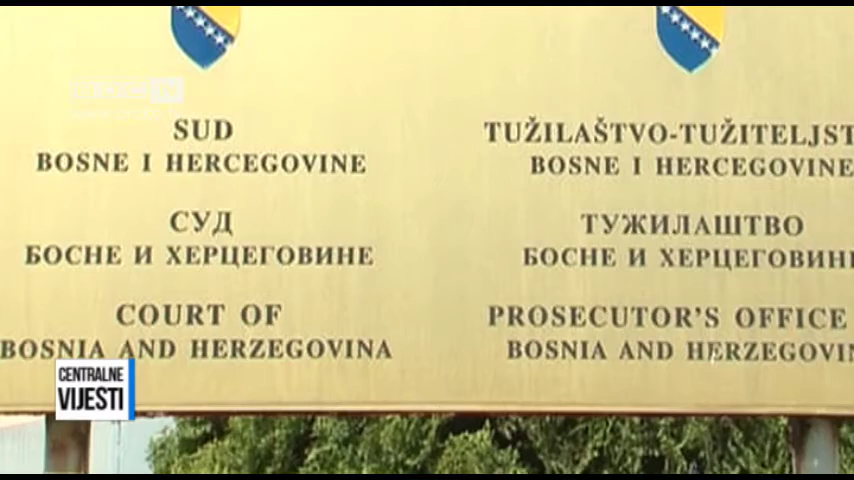 SUD
BOSNE I HERCEGOVINE
СУД
БОСНЕ И ХЕРЦЕГОВИНЕ
COURT OF
BOSNIA AND HERZEGOVINA
TUŽILAŠTVO-TUŽITELJST
BOSNE I HERCEGOVINE
ТУЖИЛАШТВО
БОСНЕ И ХЕРЦЕГОВИН
PROSECUTOR'S OFFICE
BOSNIA AND HERZEGOVIN
CENTRALNE
VIJESTI